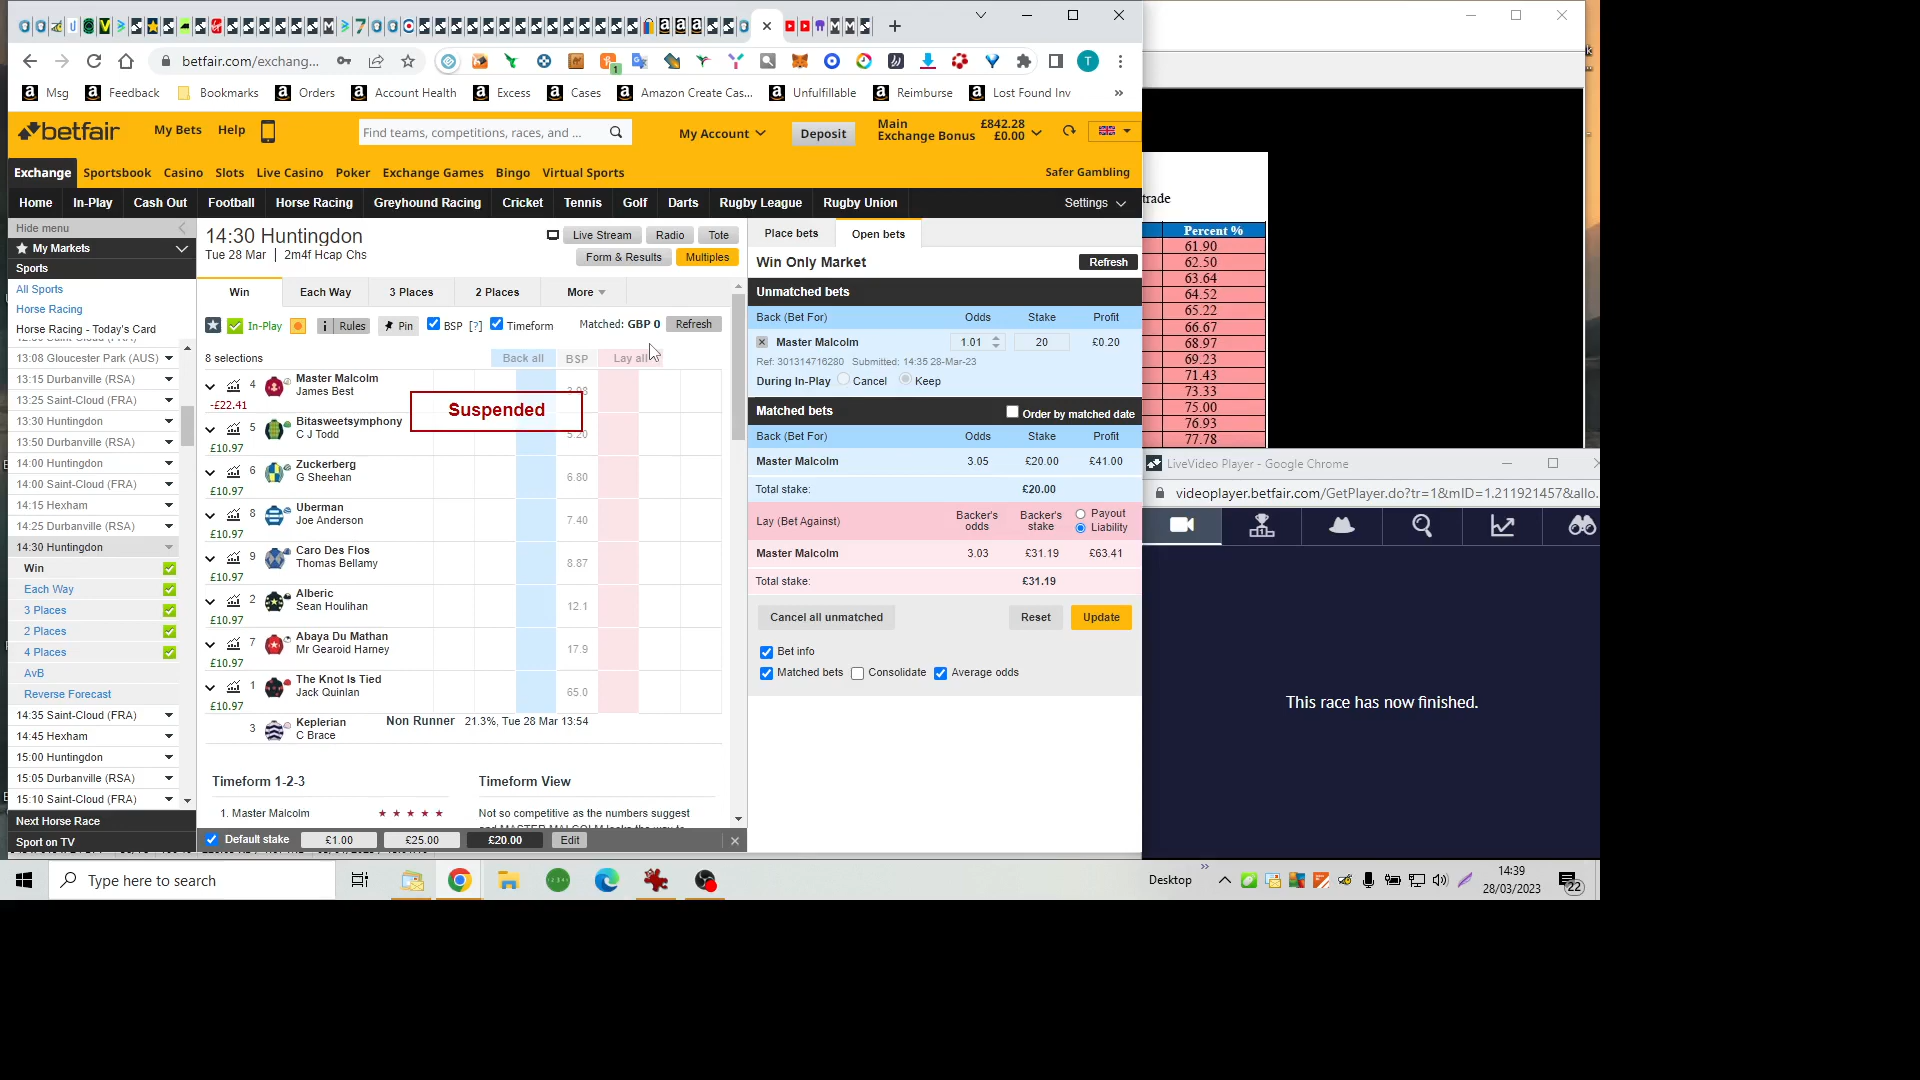 betfair.com/exchang...
T
Msg
Feedback
Bookmarks
Orders
Account Health
Excess
Cases
Amazon Create Cas...
Unfulfillable
Reimburse
Lost Found Inv
»
betfair
My Bets
Help
Find teams, competitions, races, and ...
My Account
Deposit
Main £842.28
Exchange Bonus £0.00
Exchange Sportsbook Casino Slots Live Casino Poker Exchange Games Bingo Virtual Sports
Safer Gambling
Home In-Play Cash Out Football Horse Racing Greyhound Racing Cricket Tennis Golf Darts Rugby League Rugby Union
Settings
Hide menu
My Markets
Sports
All Sports
Horse Racing
Horse Racing - Today's Card
13:08 Gloucester Park (AUS)
13:15 Durbanville (RSA)
13:25 Saint-Cloud (FRA)
13:30 Huntingdon
13:50 Durbanville (RSA)
14:00 Huntingdon
14:00 Saint-Cloud (FRA)
14:15 Hexham
14:25 Durbanville (RSA)
14:30 Huntingdon
Win
Each Way
3 Places
2 Places
4 Places
AvB
Reverse Forecast
14:35 Saint-Cloud (FRA)
14:45 Hexham
15:00 Huntingdon
15:05 Durbanville (RSA)
15:10 Saint-Cloud (FRA)
Next Horse Race
Sport on TV
14:30 Huntingdon
Tue 28 Mar | 2m4f Hcap Chs
Live Stream
Radio
Tote
Form & Results
Multiples
Win
Each Way
3 Places
2 Places
More
In-Play
i Rules
Pin
BSP [?]
Timeform
Matched: GBP 0
Refresh
8 selections
Back all
BSP
Lay all
4 Master Malcolm
James Best
-£22.41
Suspended
5 Bitasweetsymphony
C J Todd
5.20
£10.97
6 Zuckerberg
G Sheehan
6.80
£10.97
8 Uberman
Joe Anderson
7.40
£10.97
9 Caro Des Flos
Thomas Bellamy
8.87
£10.97
2 Alberic
Sean Houlihan
12.1
£10.97
7 Abaya Du Mathan
Mr Gearoid Harney
17.9
£10.97
1 The Knot Is Tied
Jack Quinlan
65.0
£10.97
3 Keplerian
C Brace
Non Runner 21.3%, Tue 28 Mar 13:54
Timeform 1-2-3
1. Master Malcolm
Timeform View
Not so competitive as the numbers suggest
Default stake
£1.00
£25.00
£20.00
Edit
Place bets
Open bets
Win Only Market
Refresh
Unmatched bets
Back (Bet For) Odds Stake Profit
Master Malcolm 1.01 20 £0.20
Ref: 301314716280 Submitted: 14:35 28-Mar-23
During In-Play Cancel Keep
Matched bets
Order by matched date
Back (Bet For) Odds Stake Profit
Master Malcolm 3.05 £20.00 £41.00
Total stake: £20.00
Lay (Bet Against) Backer's odds Backer's stake Payout Liability
Master Malcolm 3.03 £31.19 £63.41
Total stake: £31.19
Cancel all unmatched
Reset
Update
Bet info
Matched bets
Consolidate
Average odds
trade
Percent %
61.90
62.50
63.64
64.52
65.22
66.67
68.97
69.23
71.43
73.33
75.00
76.93
77.78
LiveVideo Player - Google Chrome
videoplayer.betfair.com/GetPlayer.do?tr=1&mID=1.211921457&allo...
This race has now finished.
Type here to search
Desktop
»
14:39
28/03/2023
22